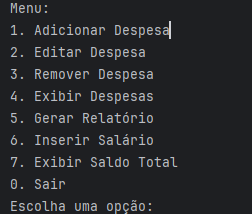 Menu:
1. Adicionar Despesa
2. Editar Despesa
3. Remover Despesa
4. Exibir Despesas
5. Gerar Relatório
6. Inserir Salário
7. Exibir Saldo Total
0. Sair
Escolha uma opção: